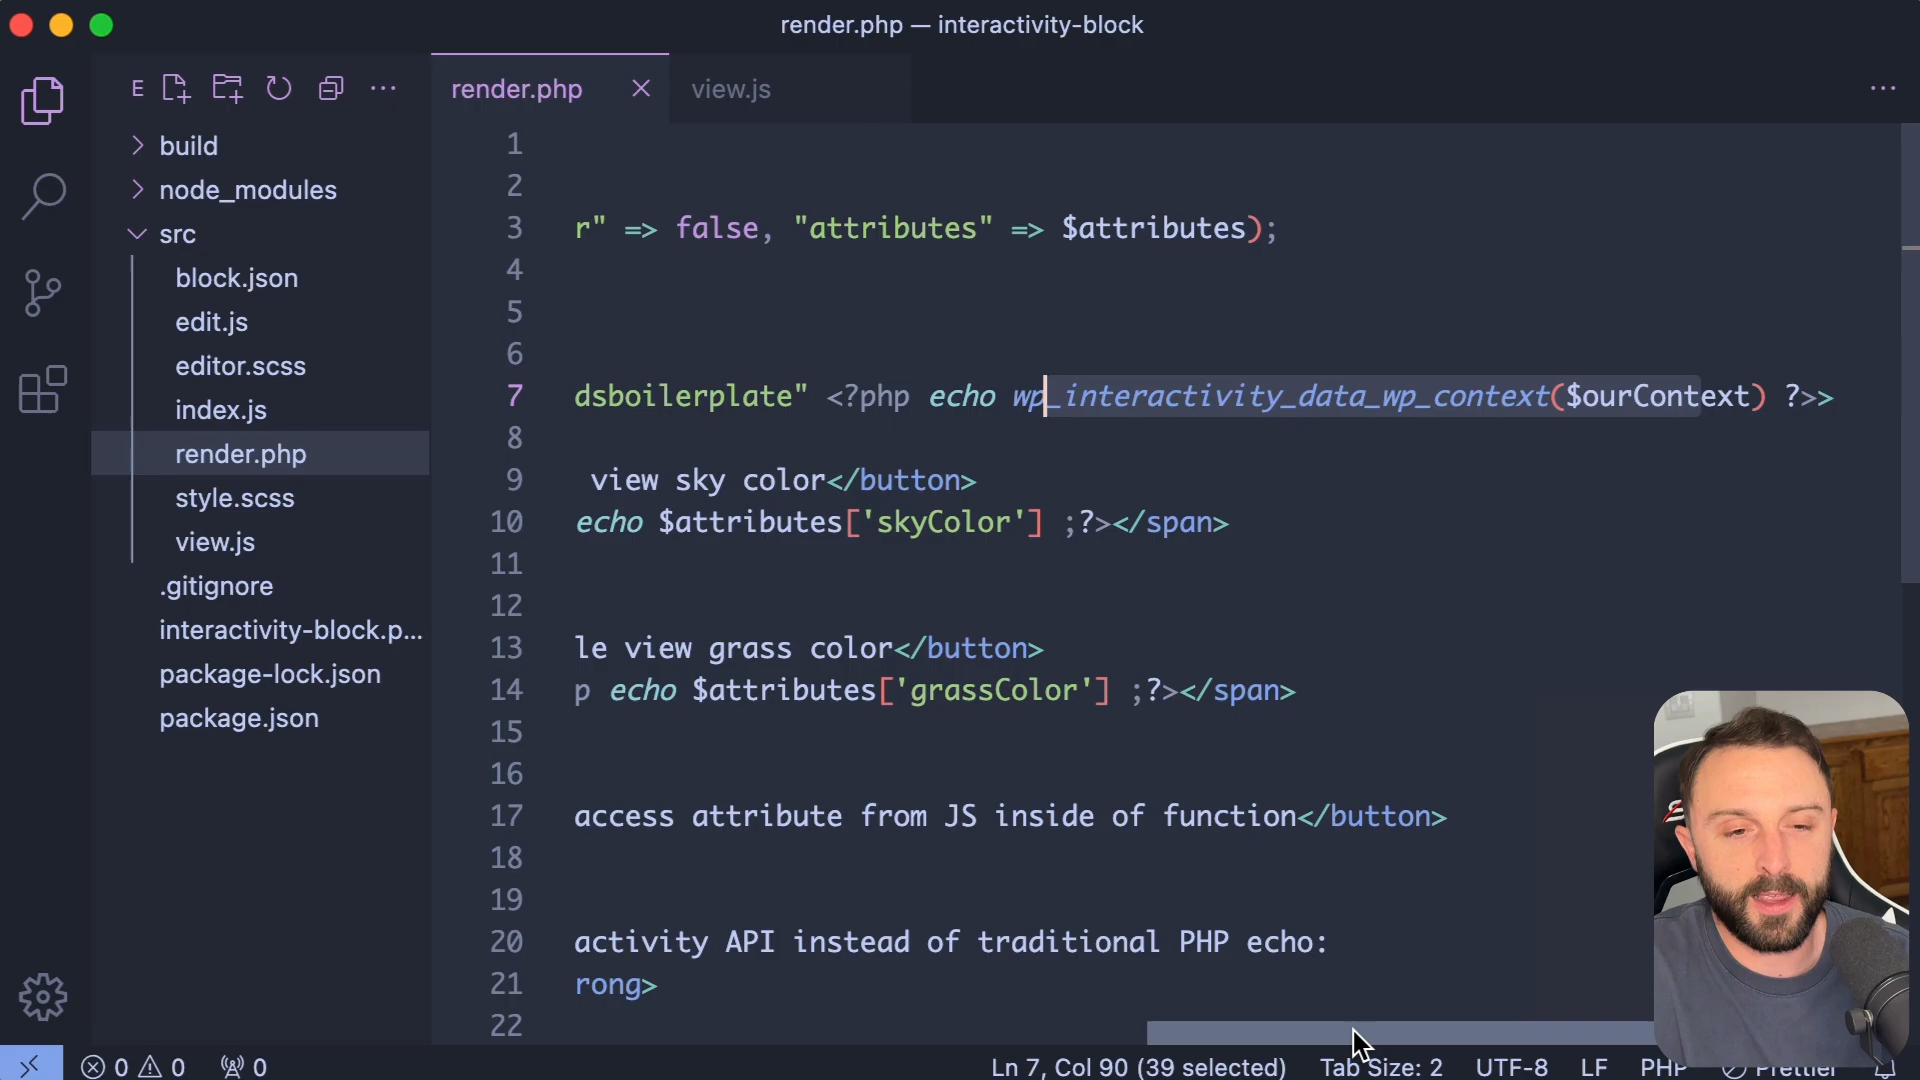 render.php — interactivity-block
E
render.php
view.js
build
node_modules
src
block.json
edit.js
editor.scss
index.js
render.php
style.scss
view.js
.gitignore
interactivity-block.p...
package-lock.json
package.json
1
2
3 r" => false, "attributes" => $attributes);
4
5
6
7 dsboilerplate" <?php echo wp_interactivity_data_wp_context($ourContext) ?>>
8
9 view sky color</button>
10 echo $attributes['skyColor'] ;?></span>
11
12
13 le view grass color</button>
14 p echo $attributes['grassColor'] ;?></span>
15
16
17 access attribute from JS inside of function</button>
18
19
20 activity API instead of traditional PHP echo:
21 rong>
22
0 0 0 Ln 7, Col 90 (39 selected) Tab Size: 2 UTF-8 LF PHP Prettier